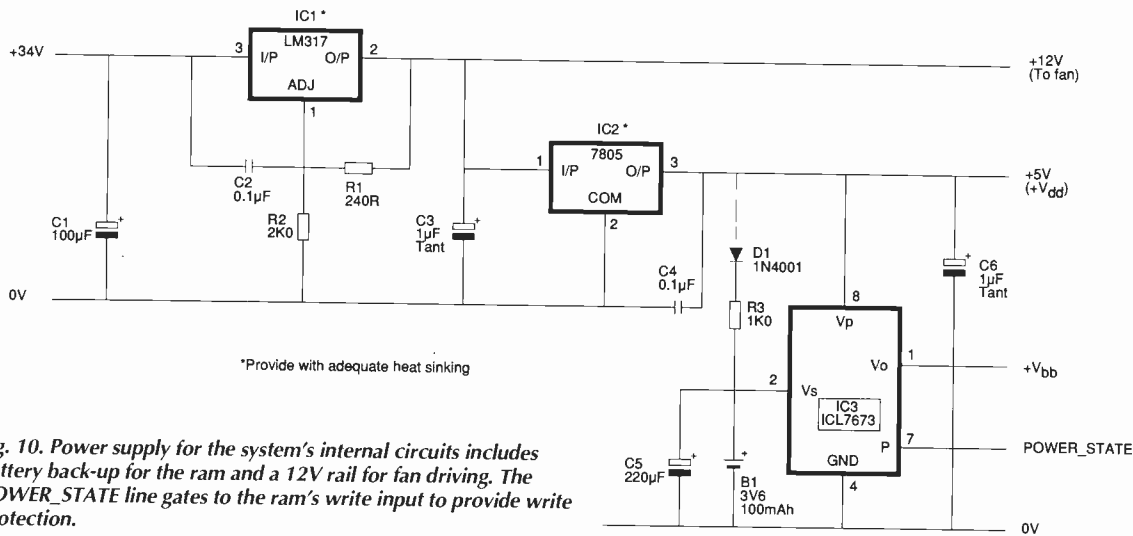 IC1 *
LM317
+34V
3
I/P
O/P
2
ADJ
1
+12V
(To fan)
IC2 *
7805
1
I/P
O/P
3
COM
2
+5V
(+Vdd)
C2
0.1µF
R1
240R
C1
100µF
R2
2K0
C3
1µF
Tant
+
+
C4
0.1µF
D1
1N4001
R3
1K0
+
C6
1µF
Tant
0V
8
Vp
*Provide with adequate heat sinking
2
Vs
Vo
1
+Vbb
IC3
ICL7673
P
7
POWER_STATE
GND
4
+
C5
220µF
+
B1
3V6
100mAh
0V
g. 10. Power supply for the system's internal circuits includes
ttery back-up for the ram and a 12V rail for fan driving. The
OWER_STATE line gates to the ram's write input to provide write
otection.